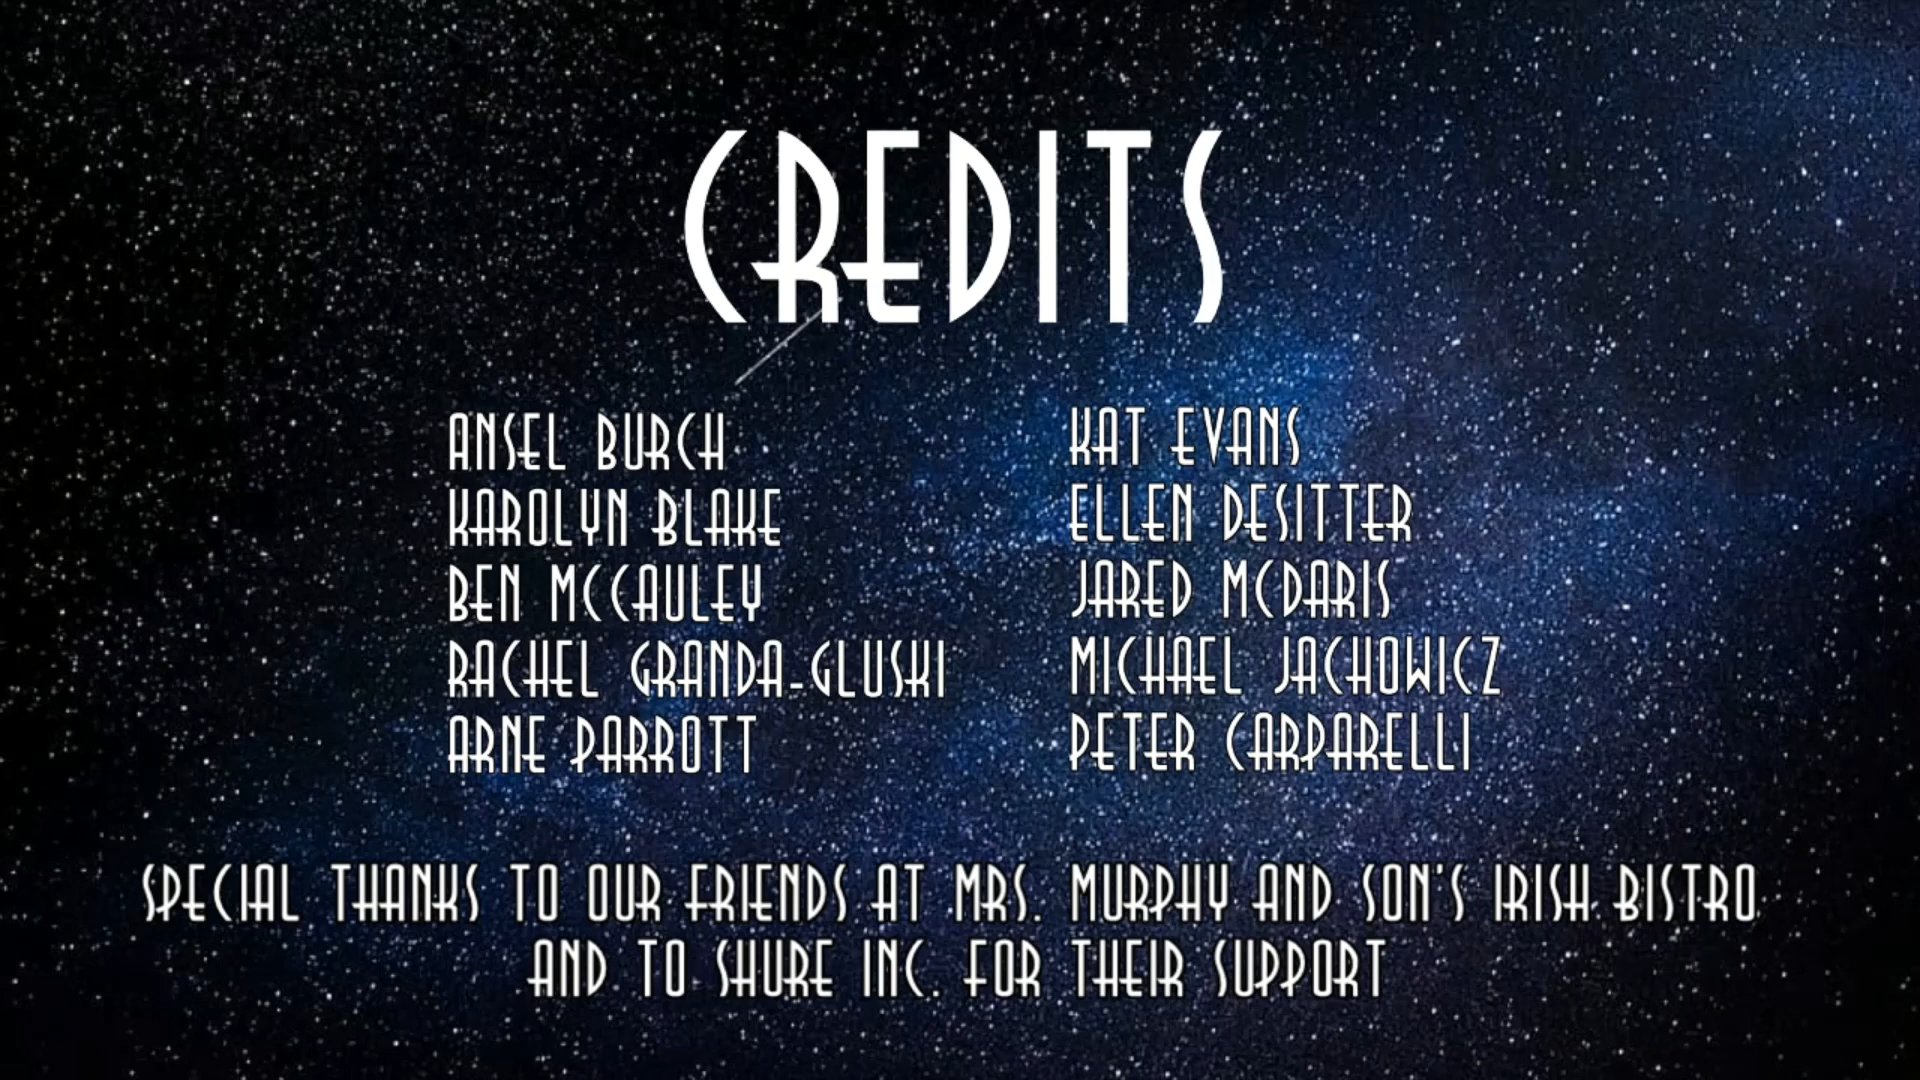 CREDITS
ANSEL BURCH
KAROLYN BLAKE
BEN MCCAULEY
RACHEL GRANDA-GLUSKI
ARNE PARROTT
KAT EVANS
ELLEN DESITTER
JARED MCDARIS
MICHAEL JACHOWICZ
PETER CARPARELLI
SPECIAL THANKS TO OUR FRIENDS AT MRS. MURPHY AND SON'S IRISH BISTRO
AND TO SHURE INC. FOR THEIR SUPPORT